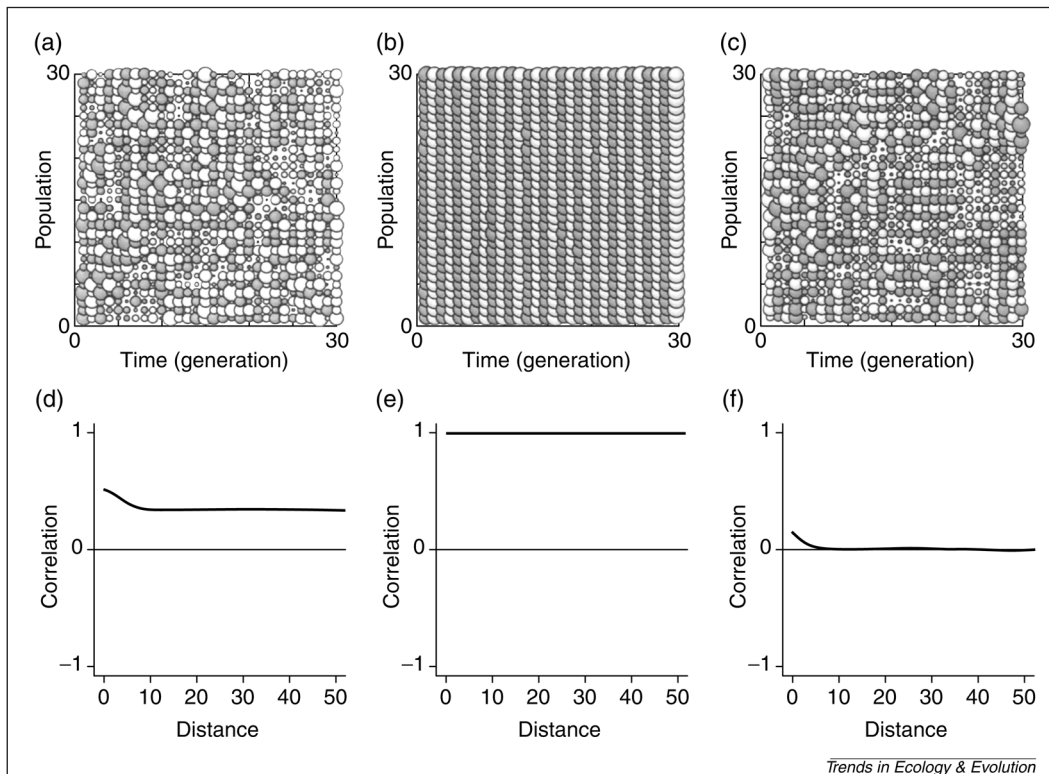 (a) (b) (c)
30 30 30
Population Population Population
0 0 0
0 30 0 30 0 30
Time (generation) Time (generation) Time (generation)
(d) (e) (f)
1 1 1
Correlation Correlation Correlation
0 0 0
−1 −1 −1
0 10 20 30 40 50 0 10 20 30 40 50 0 10 20 30 40 50
Distance Distance Distance
Trends in Ecology & Evolution